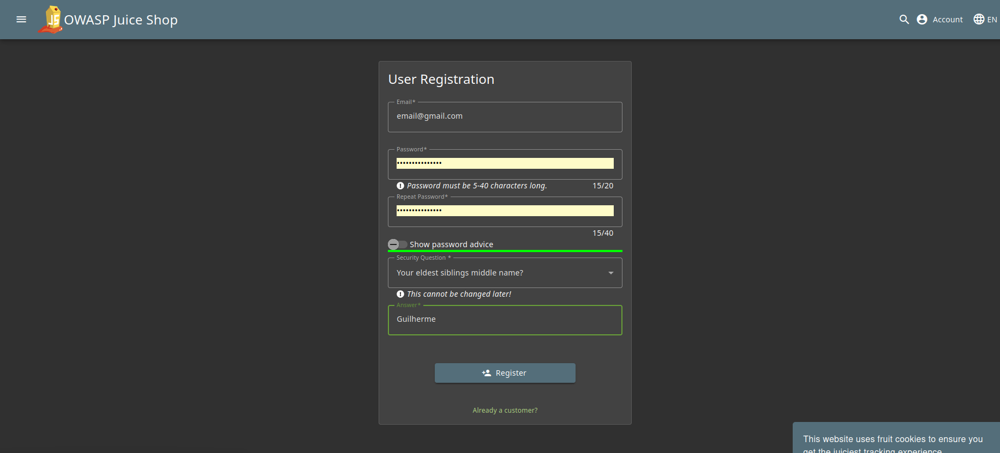 OWASP Juice Shop
Account
EN
User Registration
Email*
email@gmail.com
Password*
•••••••••••••••
Password must be 5-40 characters long.
15/20
Repeat Password*
•••••••••••••••
15/40
Show password advice
Security Question *
Your eldest siblings middle name?
This cannot be changed later!
Answer*
Guilherme
Register
Already a customer?
This website uses fruit cookies to ensure you
get the juiciest tracking experience.